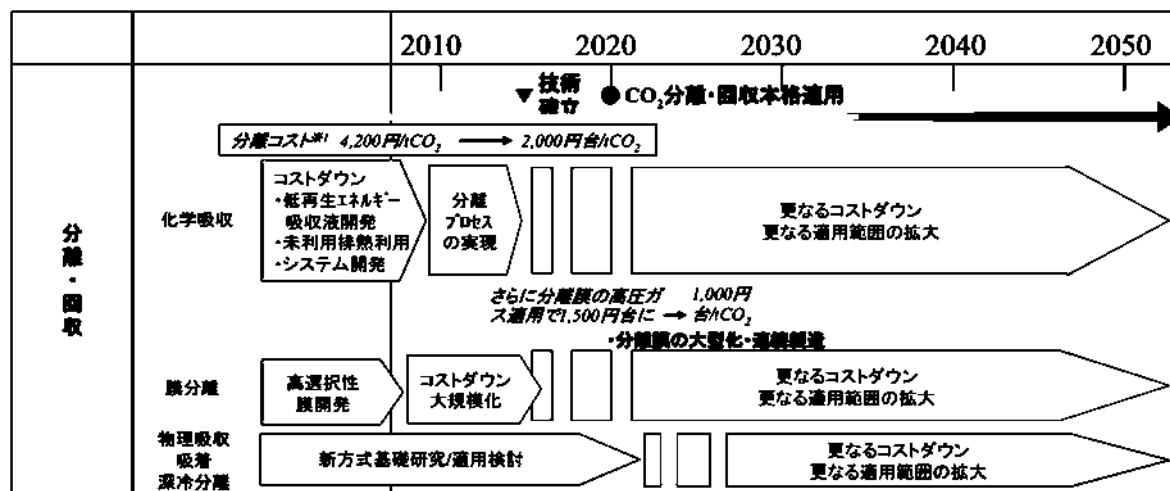 2010 2020 2030 2040 2050
▼技術
確立
●CO₂分離・回収本格適用
分離コスト※1 4,200円/tCO₂ → 2,000円台/tCO₂
分離・回収
化学吸収
コストダウン
・低再生エネルギー
吸収液開発
・未利用排熱利用
・システム開発
分離
プロセス
の実現
更なるコストダウン
更なる適用範囲の拡大
さらに分離膜の高圧ガ 1,000円
ス適用で1,500円台に → 台/tCO₂
・分離膜の大型化・連続製造
膜分離
高選択性
膜開発
コストダウン
大規模化
更なるコストダウン
更なる適用範囲の拡大
物理吸収
吸着
深冷分離
新方式基礎研究/適用検討
更なるコストダウン
更なる適用範囲の拡大